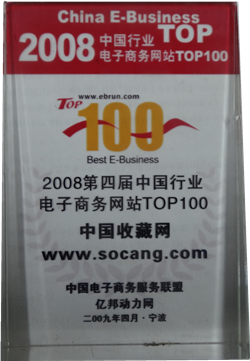 China E-Business TOP
2008 中国行业
电子商务网站TOP100
www.ebrun.com
TOP
100
Best E-Business
2008第四届中国行业
电子商务网站TOP100
中国收藏网
www.socang.com
中国电子商务服务联盟
亿邦动力网
二00九年四月·宁波